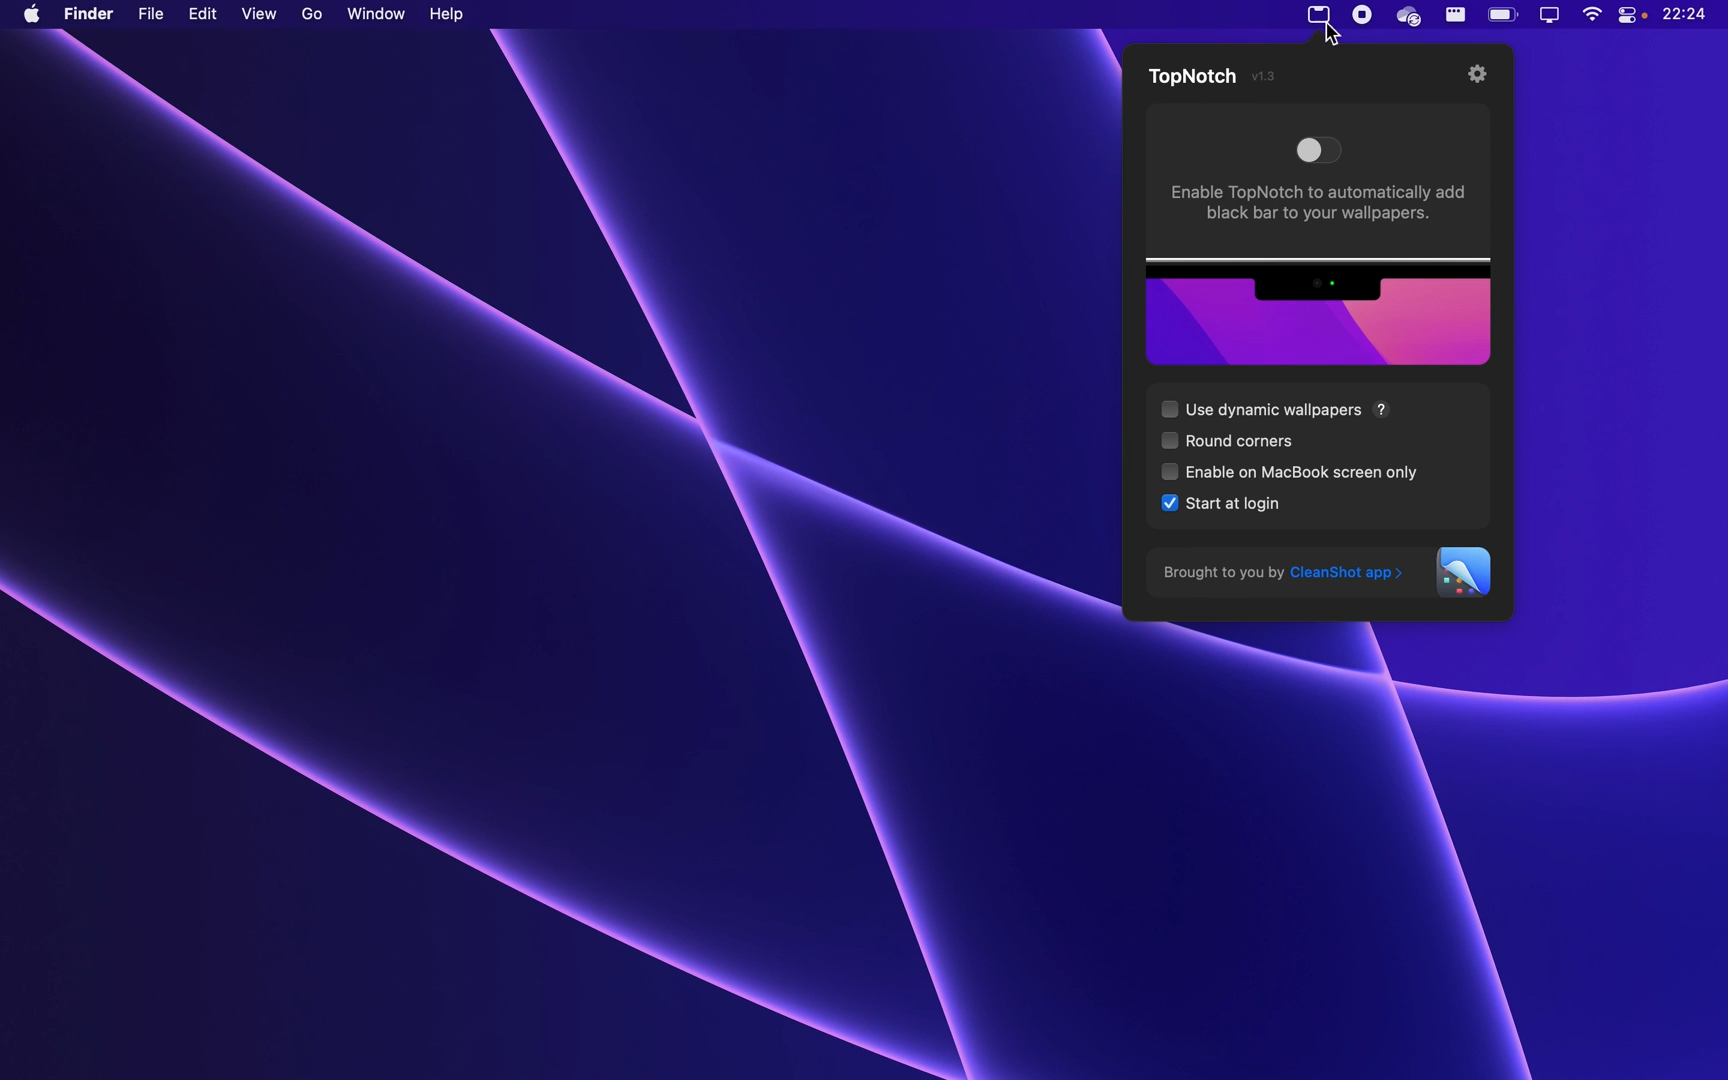 Finder File Edit View Go Window Help 22:24
TopNotch v1.3
Enable TopNotch to automatically add
black bar to your wallpapers.
Use dynamic wallpapers ?
Round corners
Enable on MacBook screen only
Start at login
Brought to you by CleanShot app >